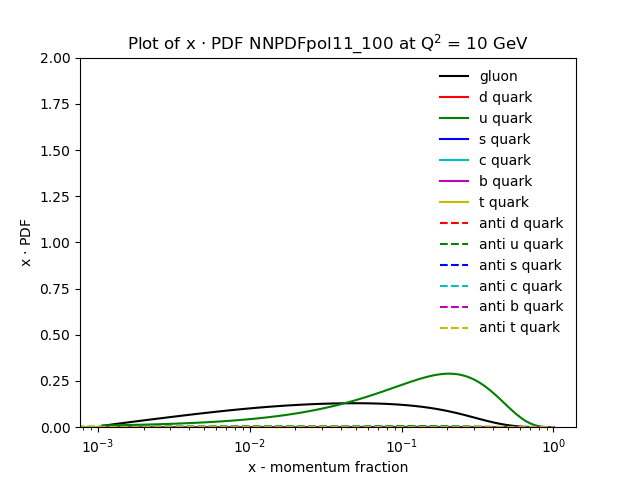 Plot of x · PDF NNPDFpol11_100 at Q² = 10 GeV
2.00
1.75
1.50
1.25
1.00
0.75
0.50
0.25
0.00
x · PDF
gluon
d quark
u quark
s quark
c quark
b quark
t quark
anti d quark
anti u quark
anti s quark
anti c quark
anti b quark
anti t quark
10⁻³ 10⁻² 10⁻¹ 10⁰
x - momentum fraction